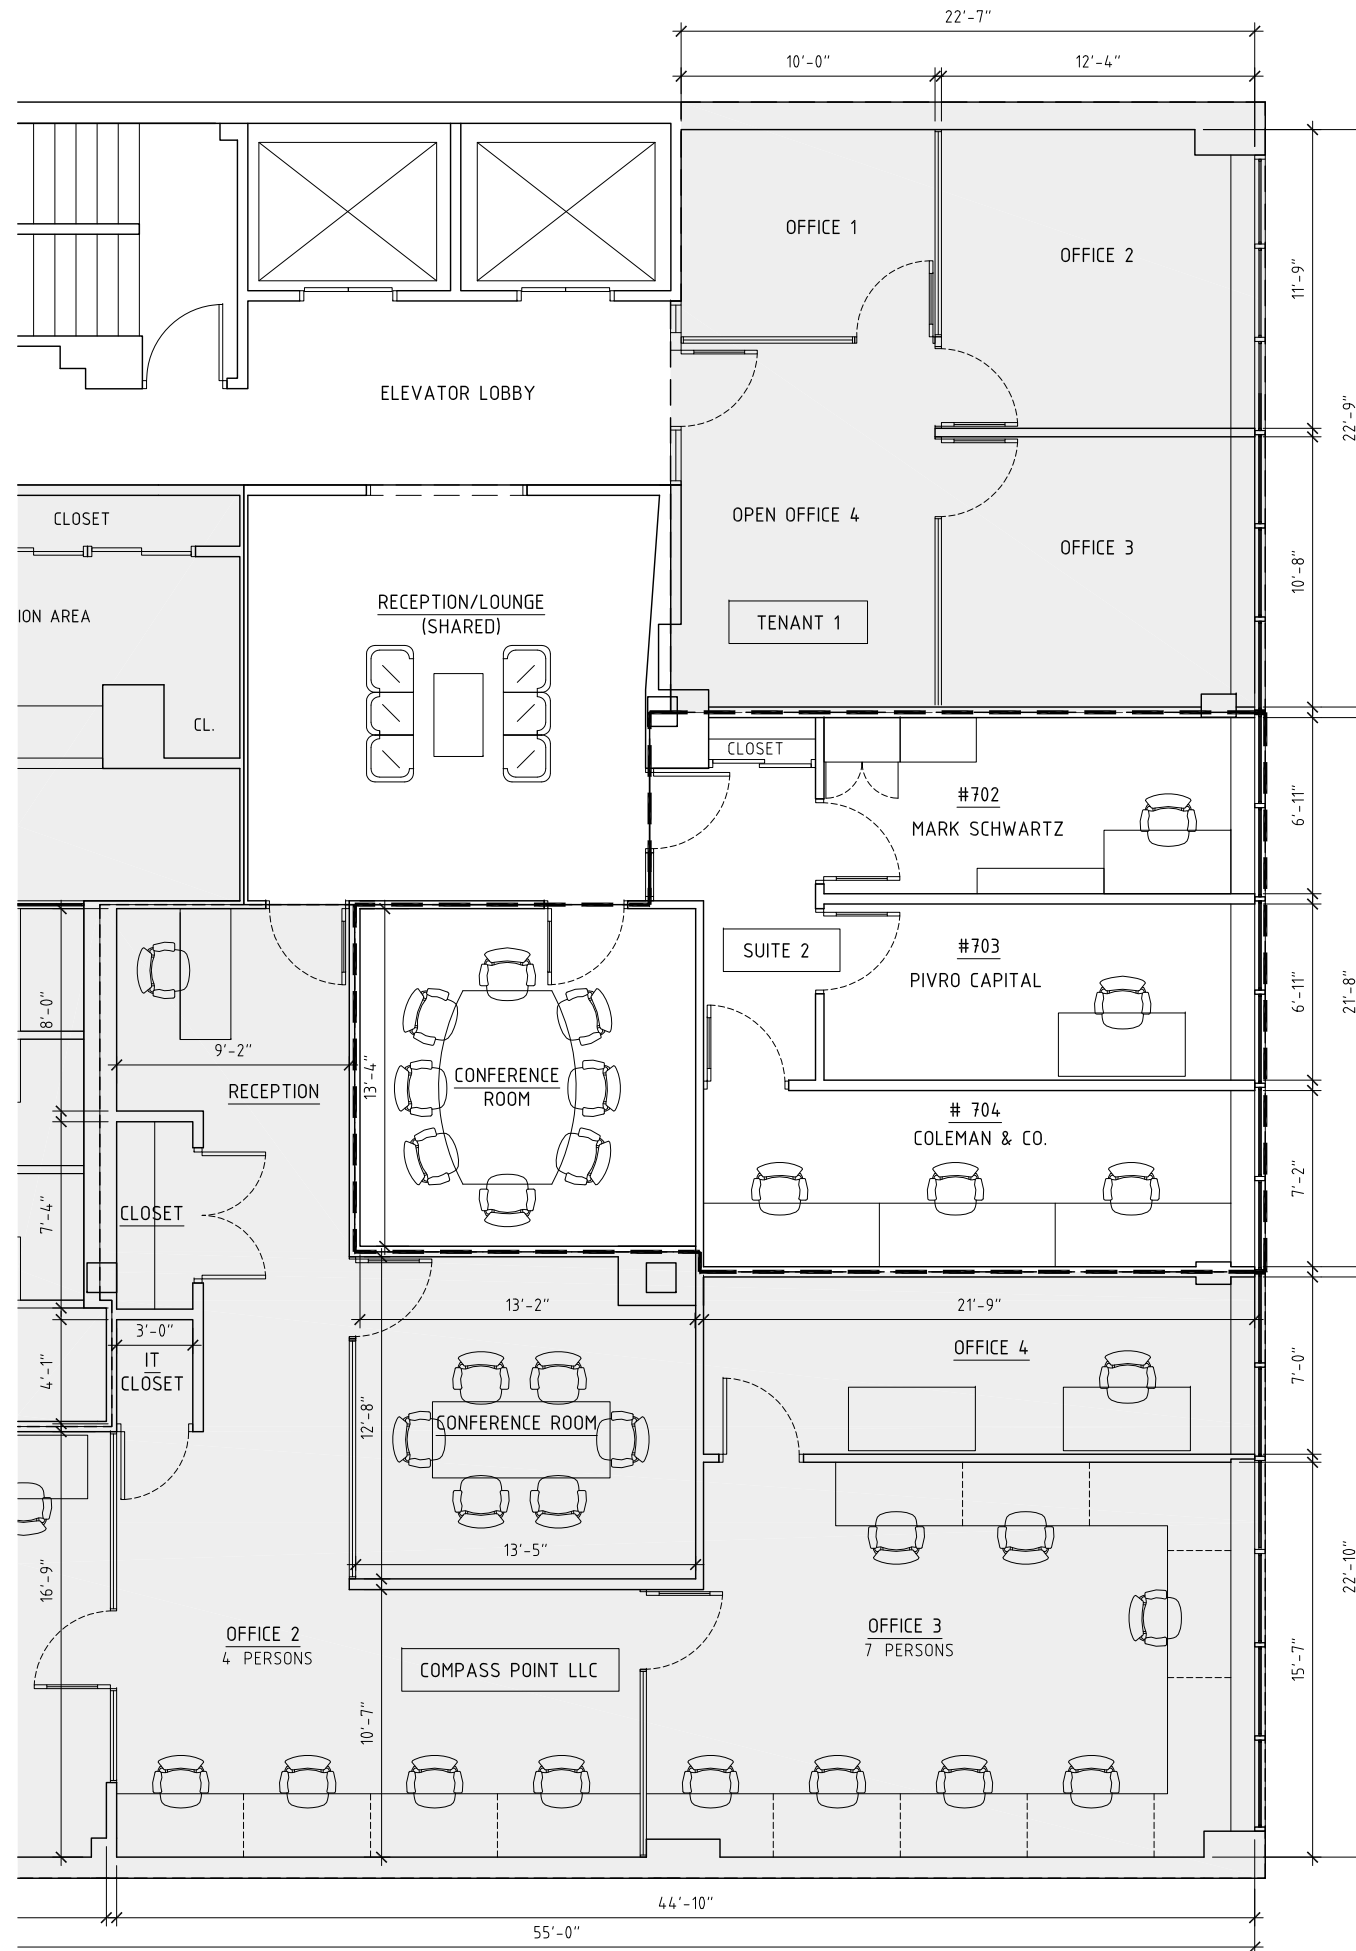 22'-7"
10'-0"
12'-4"
OFFICE 1
OFFICE 2
11'-9"
ELEVATOR LOBBY
22'-9"
CLOSET
OPEN OFFICE 4
OFFICE 3
10'-8"
ION AREA
RECEPTION/LOUNGE
(SHARED)
TENANT 1
CL.
CLOSET
#702
MARK SCHWARTZ
6'-11"
SUITE 2
#703
PIVRO CAPITAL
6'-11"
21'-8"
8'-0"
9'-2"
RECEPTION
13'-4"
CONFERENCE
ROOM
# 704
COLEMAN & CO.
7'-2"
7'-4"
CLOSET
13'-2"
21'-9"
3'-0"
IT
CLOSET
4'-1"
OFFICE 4
7'-0"
12'-8"
CONFERENCE ROOM
13'-5"
16'-9"
22'-10"
OFFICE 2
4 PERSONS
COMPASS POINT LLC
OFFICE 3
7 PERSONS
15'-7"
10'-7"
44'-10"
55'-0"